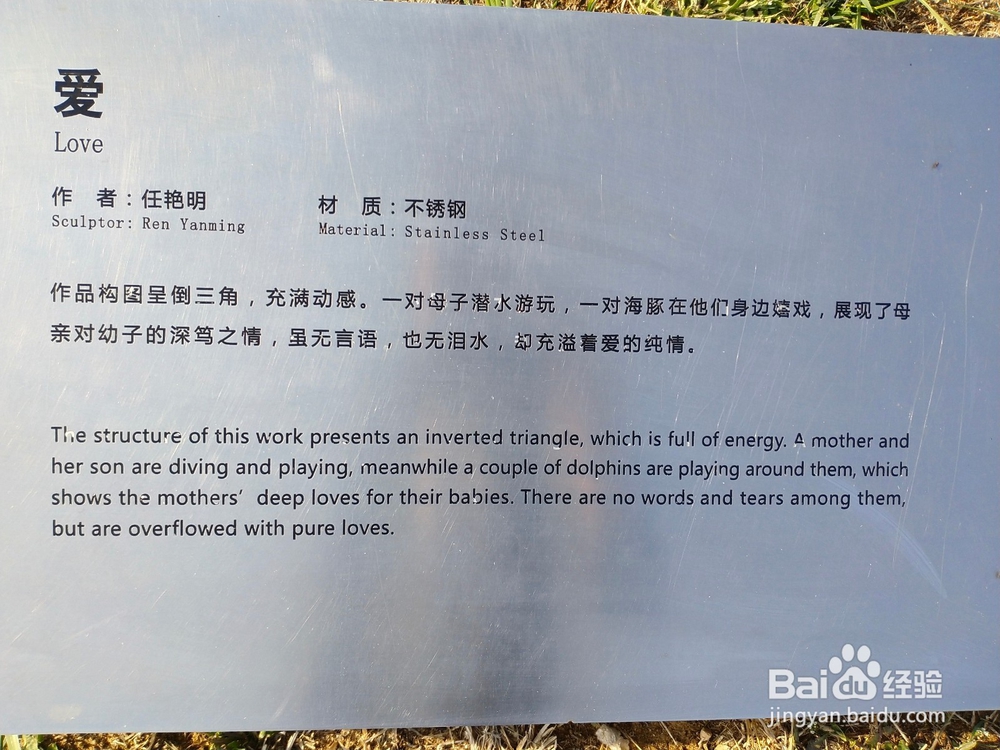 爱
Love
作 者：任艳明
Sculptor: Ren Yanming
材 质：不锈钢
Material: Stainless Steel
作品构图呈倒三角，充满动感。一对母子潜水游玩，一对海豚在他们身边嬉戏，展现了母
亲对幼子的深笃之情，虽无言语，也无泪水，却充溢着爱的纯情。
The structure of this work presents an inverted triangle, which is full of energy. A mother and
her son are diving and playing, meanwhile a couple of dolphins are playing around them, which
shows the mothers' deep loves for their babies. There are no words and tears among them,
but are overflowed with pure loves.
Baidu经验
jingyan.baidu.com